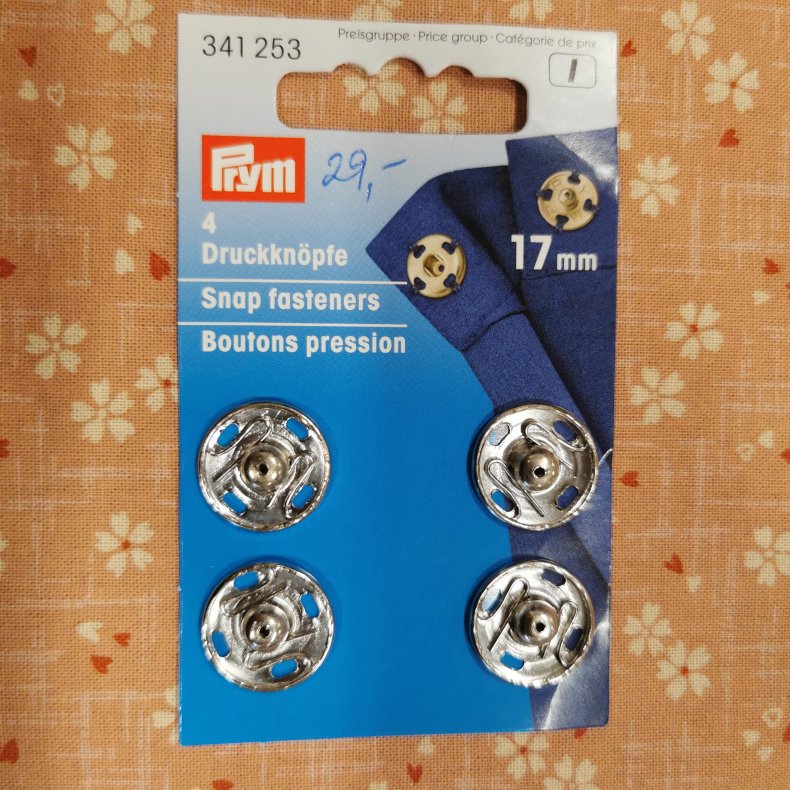 341 253
Preisgruppe · Price group · Catégorie de prix
I
Prym
29,-
4
Druckknöpfe
Snap fasteners
Boutons pression
17 mm